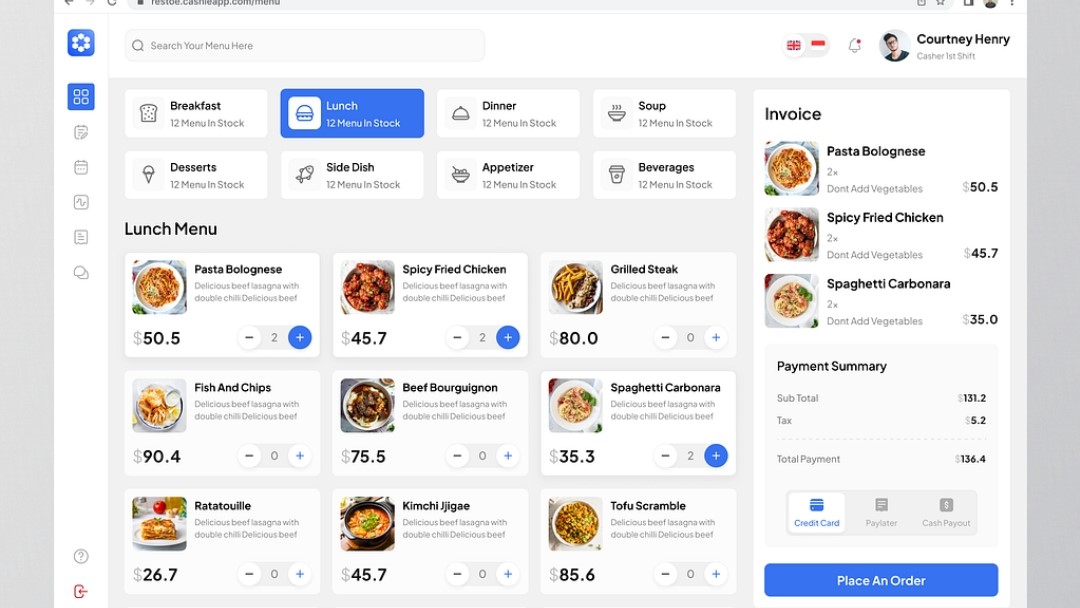 restoe.cashieapp.com/menu
Search Your Menu Here
Courtney Henry
Casher 1st Shift
Breakfast
12 Menu In Stock
Lunch
12 Menu In Stock
Dinner
12 Menu In Stock
Soup
12 Menu In Stock
Desserts
12 Menu In Stock
Side Dish
12 Menu In Stock
Appetizer
12 Menu In Stock
Beverages
12 Menu In Stock
Lunch Menu
Pasta Bolognese
Delicious beef lasagna with
double chilli Delicious beef
$50.5
− 2 +
Spicy Fried Chicken
Delicious beef lasagna with
double chilli Delicious beef
$45.7
− 2 +
Grilled Steak
Delicious beef lasagna with
double chilli Delicious beef
$80.0
− 0 +
Fish And Chips
Delicious beef lasagna with
double chilli Delicious beef
$90.4
− 0 +
Beef Bourguignon
Delicious beef lasagna with
double chilli Delicious beef
$75.5
− 0 +
Spaghetti Carbonara
Delicious beef lasagna with
double chilli Delicious beef
$35.3
− 2 +
Ratatouille
Delicious beef lasagna with
double chilli Delicious beef
$26.7
− 0 +
Kimchi Jjigae
Delicious beef lasagna with
double chilli Delicious beef
$45.7
− 0 +
Tofu Scramble
Delicious beef lasagna with
double chilli Delicious beef
$85.6
− 0 +
Invoice
Pasta Bolognese
2×
Dont Add Vegetables
$50.5
Spicy Fried Chicken
2×
Dont Add Vegetables
$45.7
Spaghetti Carbonara
2×
Dont Add Vegetables
$35.0
Payment Summary
Sub Total $131.2
Tax $5.2
Total Payment $136.4
Credit Card
Paylater
Cash Payout
Place An Order